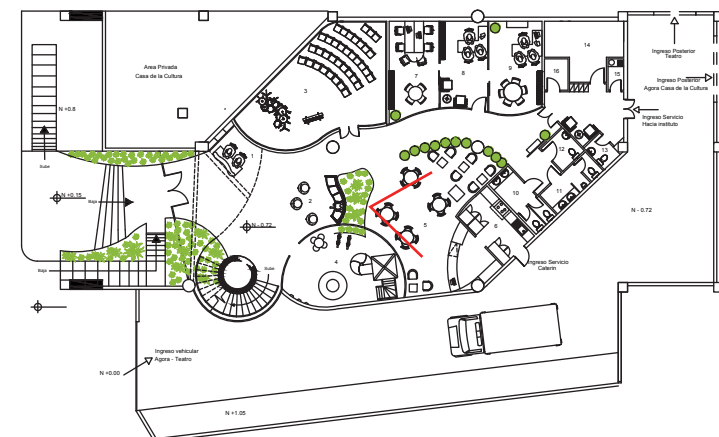 Area Privada
Casa de la Cultura
N +0.8
Sube
N +0.15
Baja
Baja
N - 0.72
Sube
1
2
3
4
5
6
7
8
9
10
11
12
13
14
15
16
Ingreso Posterior
Teatro
Ingreso Posterior
Agora Casa de la Cultura
Ingreso Servicio
Hacia instituto
N - 0.72
Ingreso Servicio
Caterin
Ingreso vehicular
Agora - Teatro
N +0.00
N +1.05